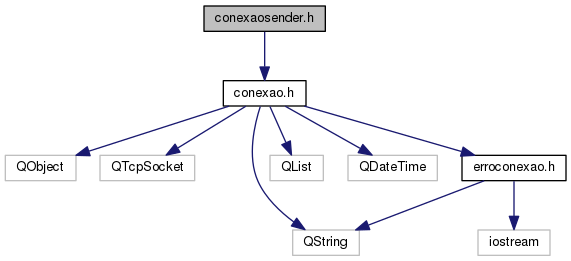 conexaosender.h
conexao.h
QObject
QTcpSocket
QList
QDateTime
erroconexao.h
QString
iostream